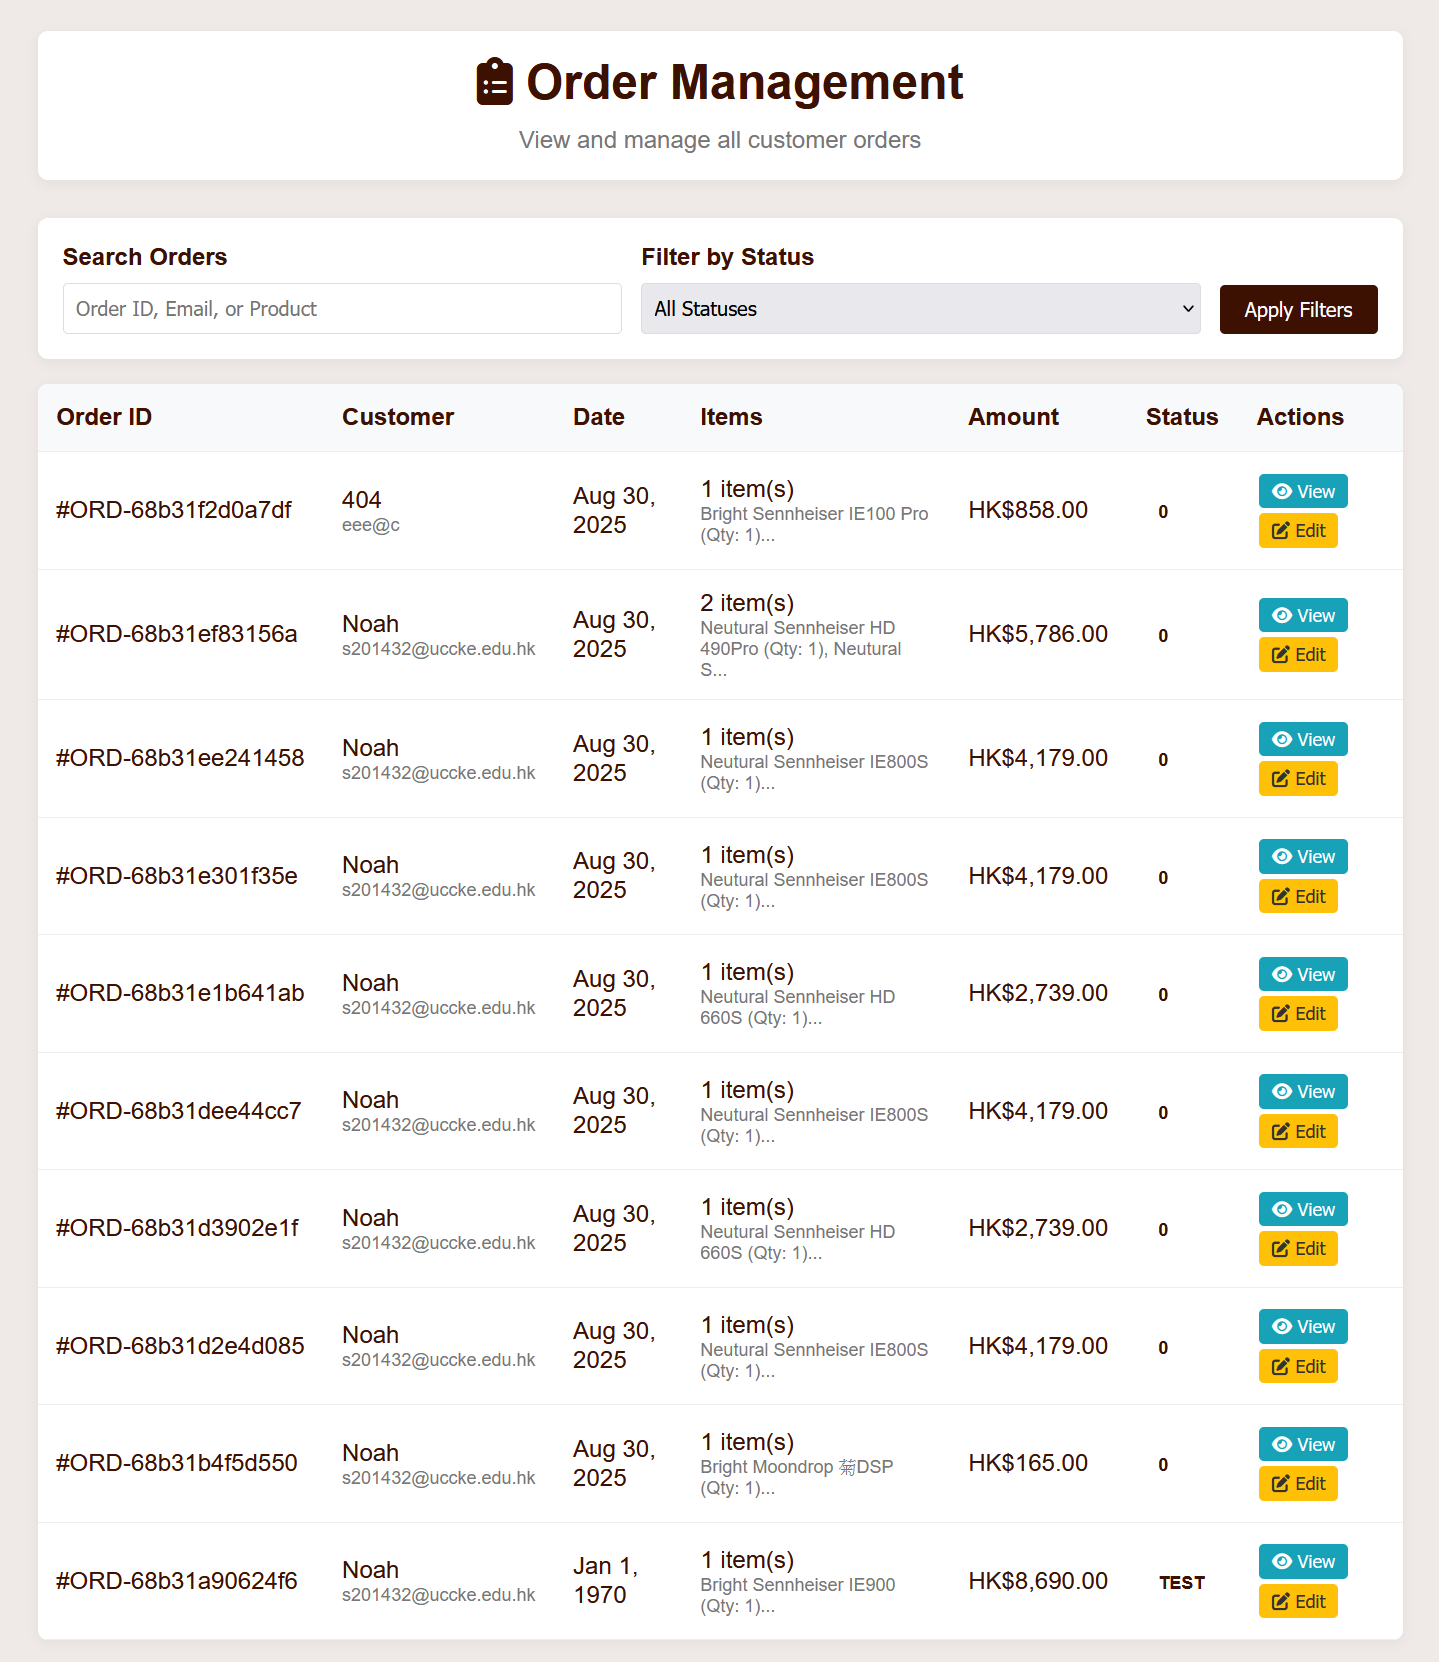 Order Management
View and manage all customer orders
Search Orders
Filter by Status
Order ID, Email, or Product
All Statuses
Apply Filters
Order ID Customer Date Items Amount Status Actions
#ORD-68b31f2d0a7df
404
eee@c
Aug 30,
2025
1 item(s)
Bright Sennheiser IE100 Pro
(Qty: 1)...
HK$858.00
0
View
Edit
#ORD-68b31ef83156a
Noah
s201432@uccke.edu.hk
Aug 30,
2025
2 item(s)
Neutural Sennheiser HD
490Pro (Qty: 1), Neutural
S...
HK$5,786.00
0
View
Edit
#ORD-68b31ee241458
Noah
s201432@uccke.edu.hk
Aug 30,
2025
1 item(s)
Neutural Sennheiser IE800S
(Qty: 1)...
HK$4,179.00
0
View
Edit
#ORD-68b31e301f35e
Noah
s201432@uccke.edu.hk
Aug 30,
2025
1 item(s)
Neutural Sennheiser IE800S
(Qty: 1)...
HK$4,179.00
0
View
Edit
#ORD-68b31e1b641ab
Noah
s201432@uccke.edu.hk
Aug 30,
2025
1 item(s)
Neutural Sennheiser HD
660S (Qty: 1)...
HK$2,739.00
0
View
Edit
#ORD-68b31dee44cc7
Noah
s201432@uccke.edu.hk
Aug 30,
2025
1 item(s)
Neutural Sennheiser IE800S
(Qty: 1)...
HK$4,179.00
0
View
Edit
#ORD-68b31d3902e1f
Noah
s201432@uccke.edu.hk
Aug 30,
2025
1 item(s)
Neutural Sennheiser HD
660S (Qty: 1)...
HK$2,739.00
0
View
Edit
#ORD-68b31d2e4d085
Noah
s201432@uccke.edu.hk
Aug 30,
2025
1 item(s)
Neutural Sennheiser IE800S
(Qty: 1)...
HK$4,179.00
0
View
Edit
#ORD-68b31b4f5d550
Noah
s201432@uccke.edu.hk
Aug 30,
2025
1 item(s)
Bright Moondrop 菊DSP
(Qty: 1)...
HK$165.00
0
View
Edit
#ORD-68b31a90624f6
Noah
s201432@uccke.edu.hk
Jan 1,
1970
1 item(s)
Bright Sennheiser IE900
(Qty: 1)...
HK$8,690.00
TEST
View
Edit